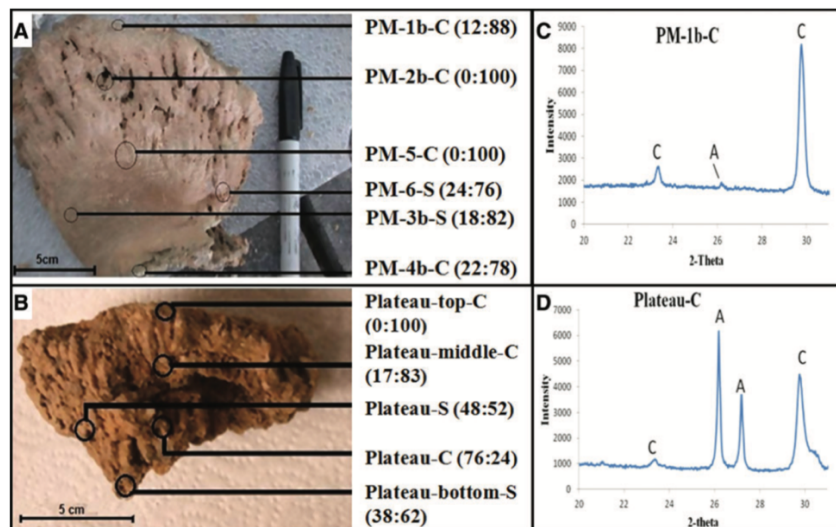 A
PM-1b-C (12:88)
PM-2b-C (0:100)
PM-5-C (0:100)
PM-6-S (24:76)
PM-3b-S (18:82)
PM-4b-C (22:78)
5cm
B
Plateau-top-C
(0:100)
Plateau-middle-C
(17:83)
Plateau-S (48:52)
Plateau-C (76:24)
Plateau-bottom-S
(38:62)
5 cm
C
PM-1b-C
C
C
A
Intensity
9000
8000
7000
6000
5000
4000
3000
2000
1000
0
20 22 24 26 28 30
2-Theta
D
Plateau-C
A
A
C
C
Intensity
7000
6000
5000
4000
3000
2000
1000
0
20 22 24 26 28 30
2-theta